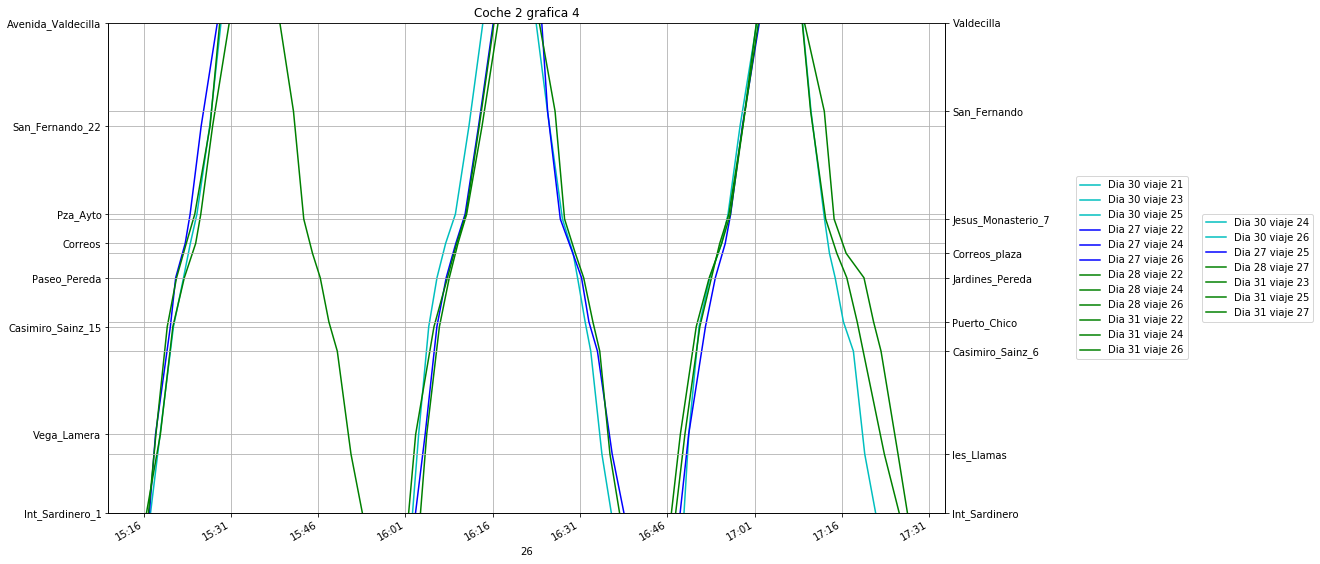 Coche 2 grafica 4
Avenida_Valdecilla
San_Fernando_22
Pza_Ayto
Correos
Paseo_Pereda
Casimiro_Sainz_15
Vega_Lamera
Int_Sardinero_1
Valdecilla
San_Fernando
Jesus_Monasterio_7
Correos_plaza
Jardines_Pereda
Puerto_Chico
Casimiro_Sainz_6
Ies_Llamas
Int_Sardinero
15:16
15:31
15:46
16:01
16:16
16:31
16:46
17:01
17:16
17:31
26
Dia 30 viaje 21
Dia 30 viaje 23
Dia 30 viaje 25
Dia 27 viaje 22
Dia 27 viaje 24
Dia 27 viaje 26
Dia 28 viaje 22
Dia 28 viaje 24
Dia 28 viaje 26
Dia 31 viaje 22
Dia 31 viaje 24
Dia 31 viaje 26
Dia 30 viaje 24
Dia 30 viaje 26
Dia 27 viaje 25
Dia 28 viaje 27
Dia 31 viaje 23
Dia 31 viaje 25
Dia 31 viaje 27